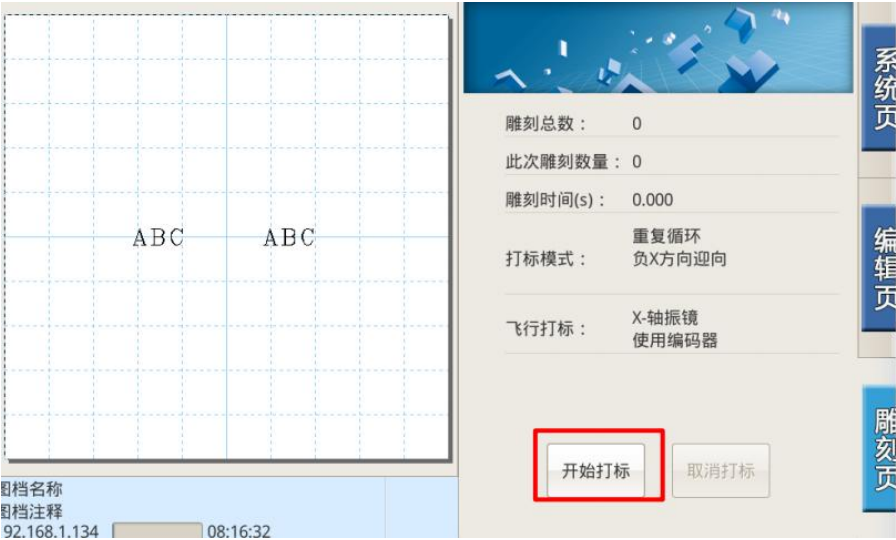 ABC ABC
雕刻总数： 0
此次雕刻数量： 0
雕刻时间(s)： 0.000
打标模式： 重复循环
负X方向迎向
飞行打标： X-轴振镜
使用编码器
开始打标 取消打标
系统页
编辑页
雕刻页
图档名称
图档注释
92.168.1.134 08:16:32